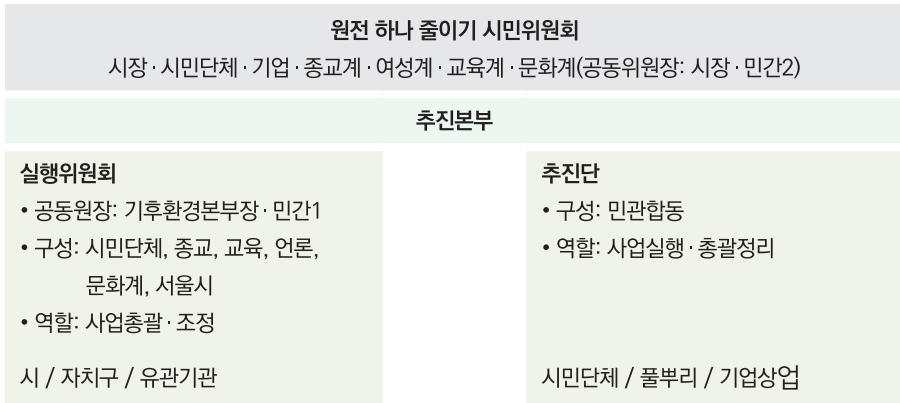 원전 하나 줄이기 시민위원회
시장 · 시민단체 · 기업 · 종교계 · 여성계 · 교육계 · 문화계(공동위원장: 시장 · 민간2)
추진본부
실행위원회
• 공동원장: 기후환경본부장 · 민간1
• 구성: 시민단체, 종교, 교육, 언론,
문화계, 서울시
• 역할: 사업총괄 · 조정
시 / 자치구 / 유관기관
추진단
• 구성: 민관합동
• 역할: 사업실행 · 총괄정리
시민단체 / 풀뿌리 / 기업상업